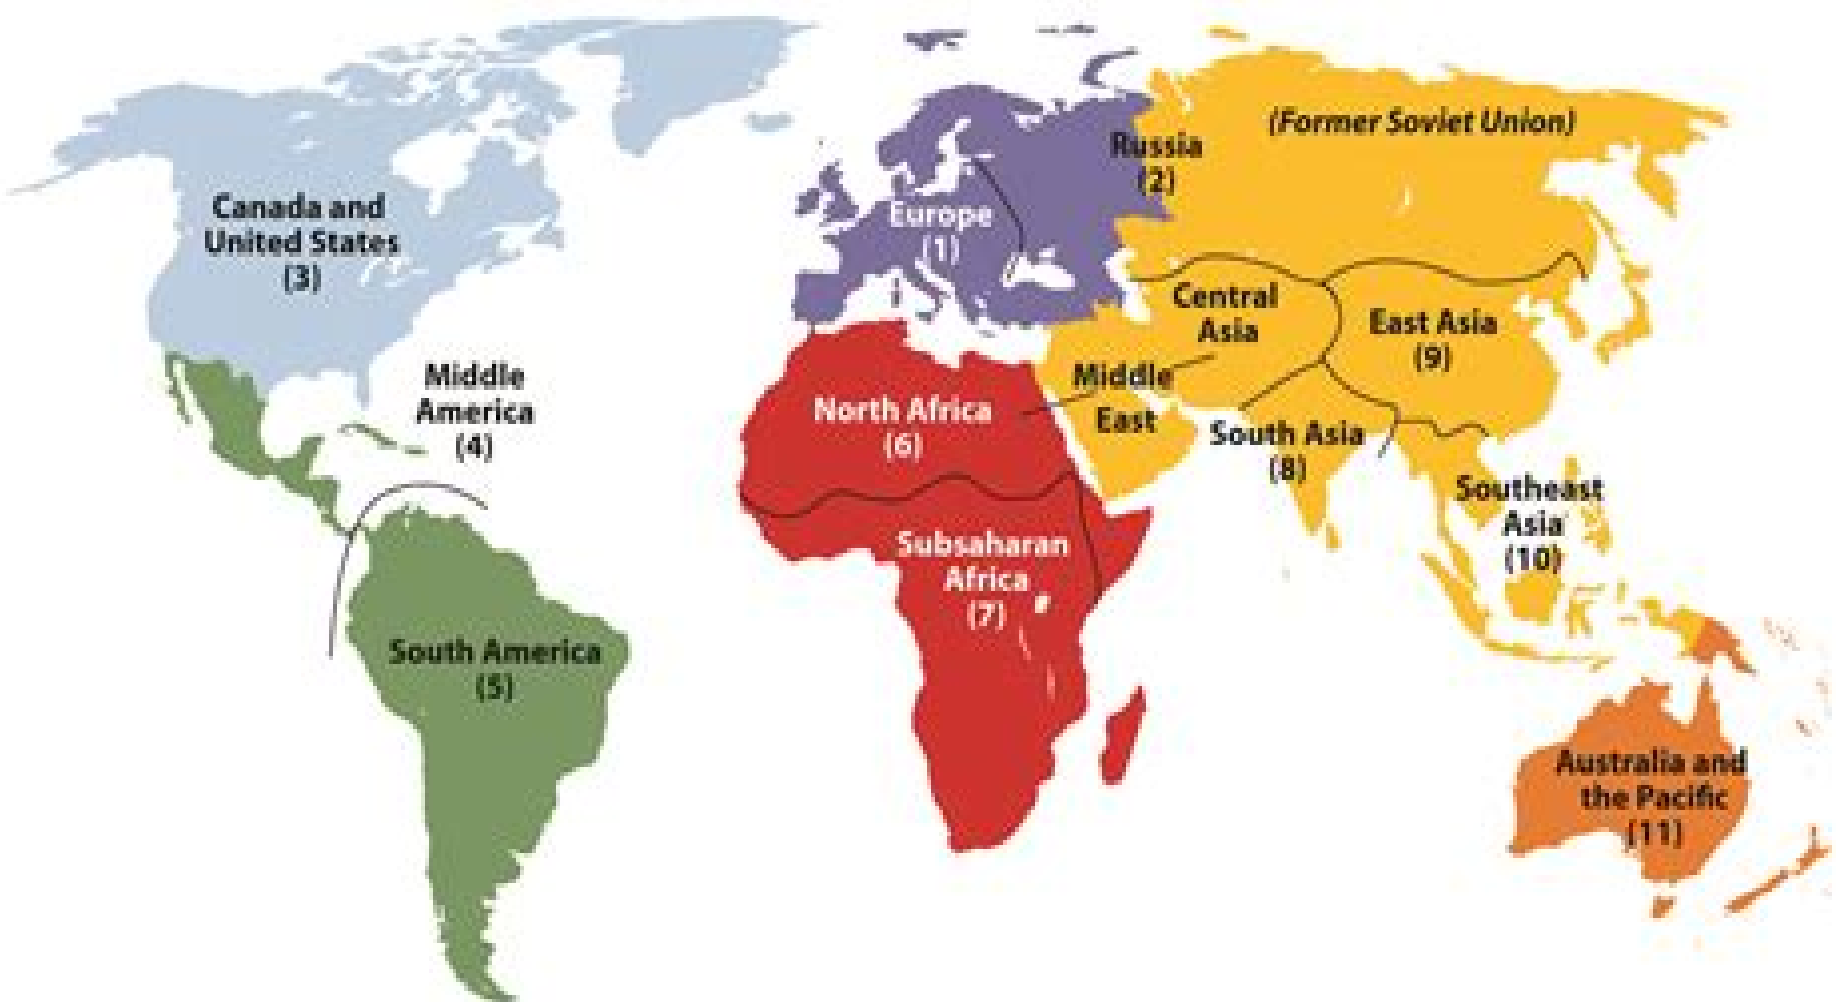 (Former Soviet Union)
Russia
(2)
Canada and
United States
(3)
Europe
(1)
Central
Asia
East Asia
(9)
Middle
America
(4)
Middle
East
North Africa
(6)
South Asia
(8)
Southeast
Asia
(10)
Subsaharan
Africa
(7)
South America
(5)
Australia and
the Pacific
(11)